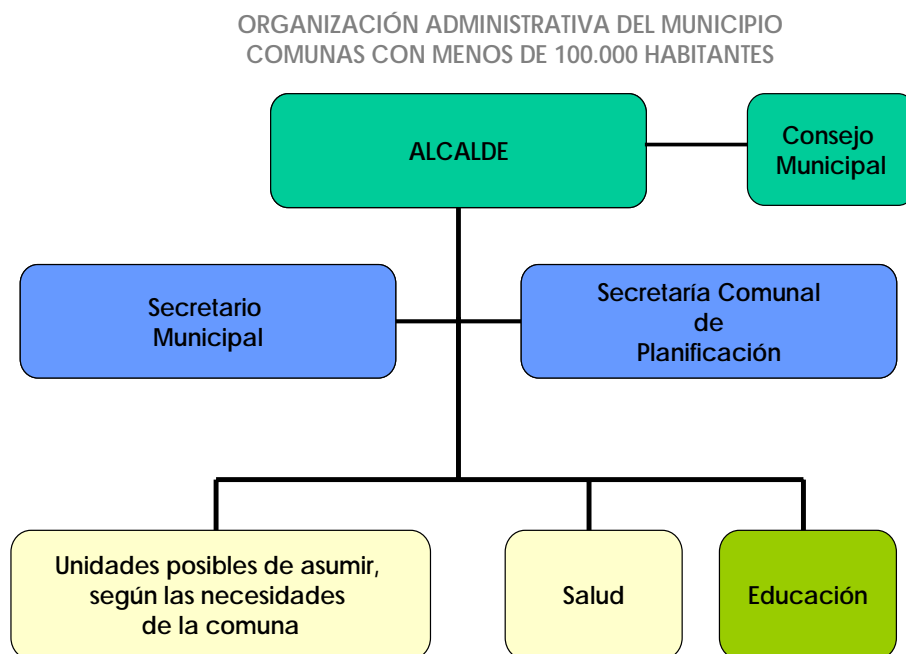 ORGANIZACIÓN ADMINISTRATIVA DEL MUNICIPIO
COMUNAS CON MENOS DE 100.000 HABITANTES
ALCALDE
Consejo
Municipal
Secretario
Municipal
Secretaría Comunal
de
Planificación
Unidades posibles de asumir,
según las necesidades
de la comuna
Salud
Educación